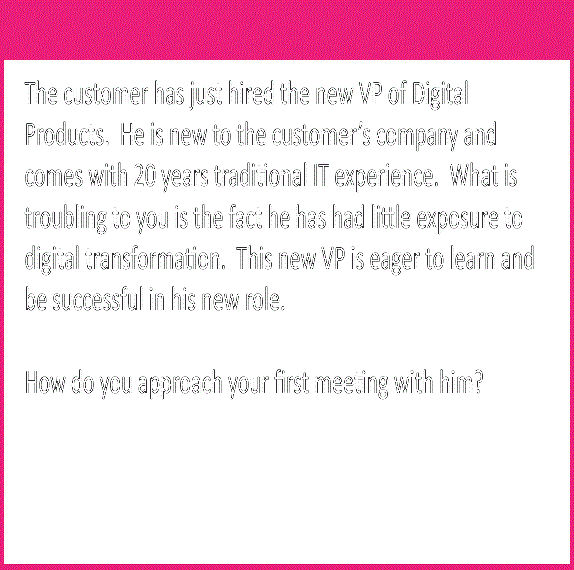 The customer has just hired the new VP of Digital
Products.  He is new to the customer's company and
comes with 20 years traditional IT experience.  What is
troubling to you is the fact he has had little exposure to
digital transformation.  This new VP is eager to learn and
be successful in his new role.

How do you approach your first meeting with him?